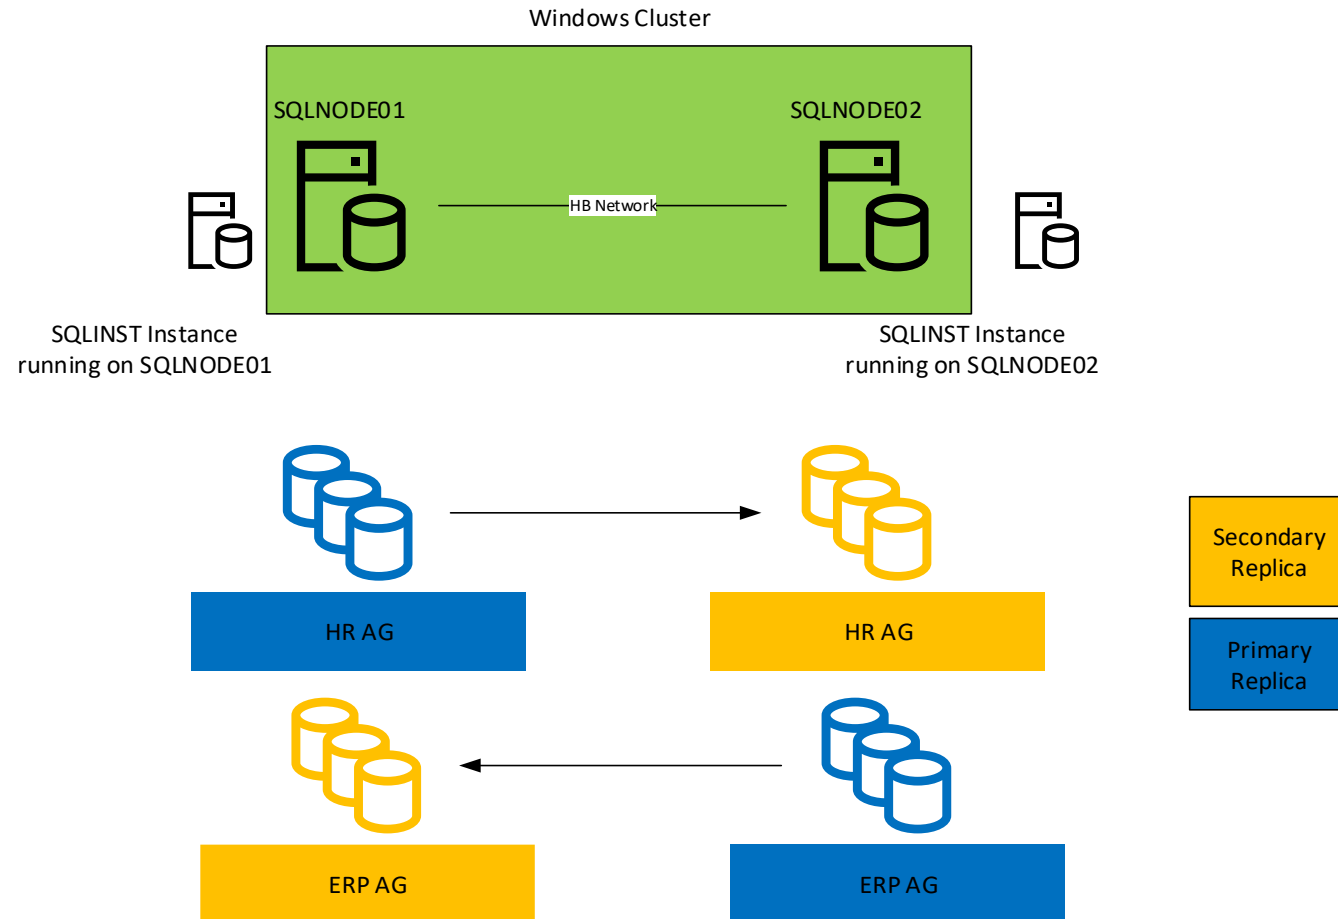 Windows Cluster
SQLNODE01
SQLNODE02
HB Network
SQLINST Instance
running on SQLNODE01
SQLINST Instance
running on SQLNODE02
HR AG
HR AG
Secondary
Replica
Primary
Replica
ERP AG
ERP AG